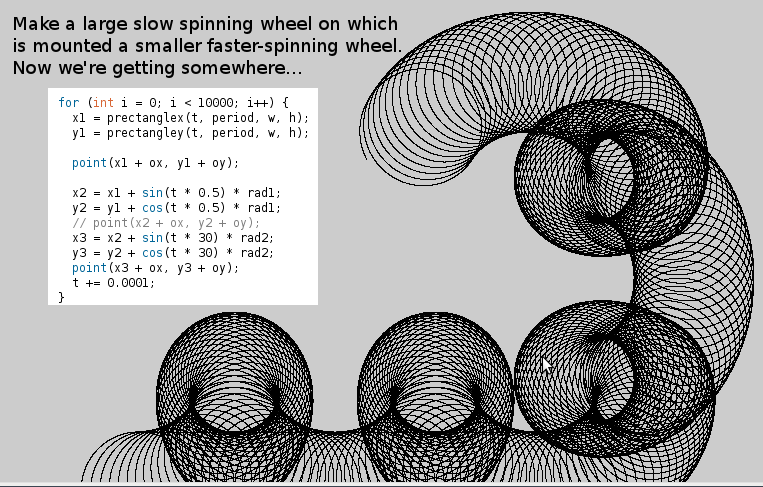 Make a large slow spinning wheel on which
is mounted a smaller faster-spinning wheel.
Now we're getting somewhere...
for (int i = 0; i < 10000; i++) {
x1 = prectanglex(t, period, w, h);
y1 = prectangley(t, period, w, h);
point(x1 + ox, y1 + oy);
x2 = x1 + sin(t * 0.5) * rad1;
y2 = y1 + cos(t * 0.5) * rad1;
// point(x2 + ox, y2 + oy);
x3 = x2 + sin(t * 30) * rad2;
y3 = y2 + cos(t * 30) * rad2;
point(x3 + ox, y3 + oy);
t += 0.0001;
}